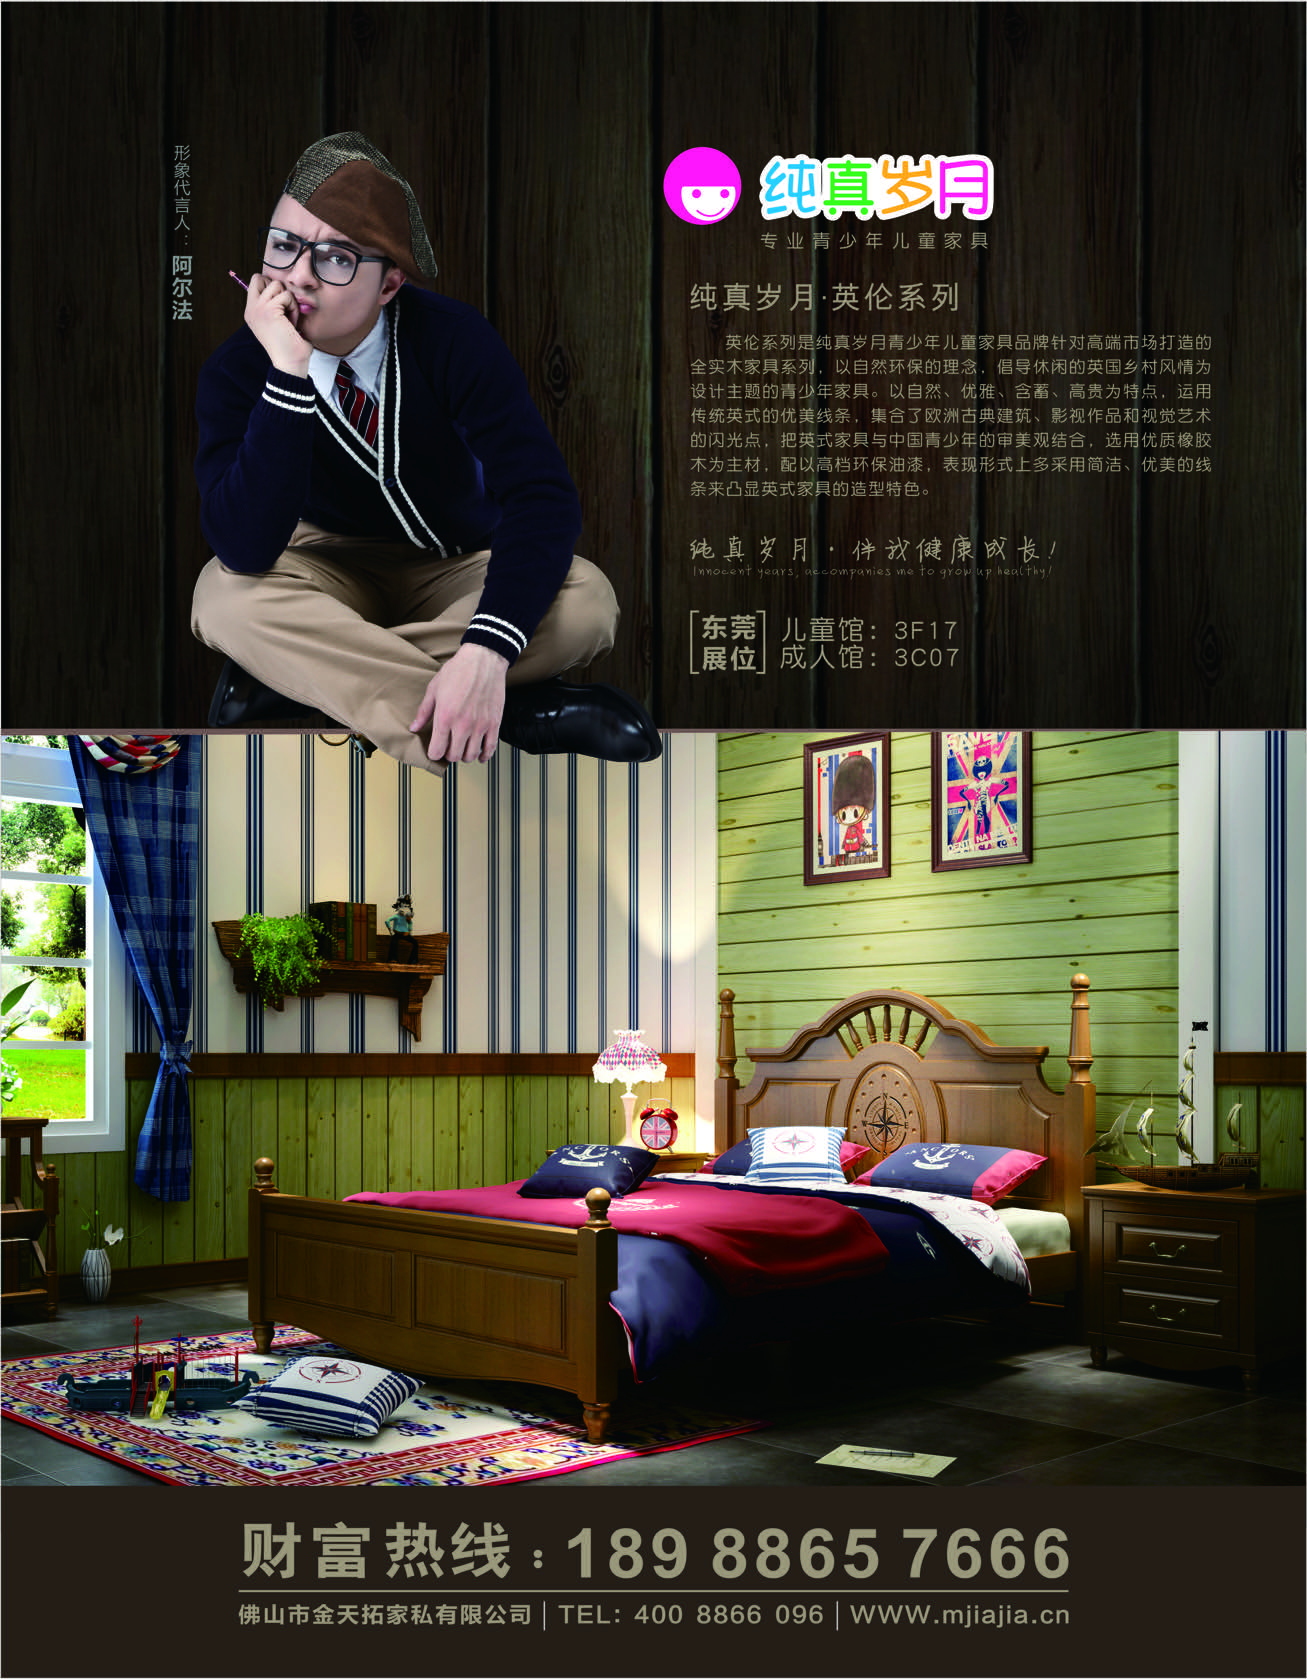 形象代言人：阿尔法
纯真岁月
专业青少年儿童家具
纯真岁月·英伦系列
英伦系列是纯真岁月青少年儿童家具品牌针对高端市场打造的
全实木家具系列，以自然环保的理念，倡导休闲的英国乡村风情为
设计主题的青少年家具。以自然、优雅、含蓄、高贵为特点，运用
传统英式的优美线条，集合了欧洲古典建筑、影视作品和视觉艺术
的闪光点，把英式家具与中国青少年的审美观结合，选用优质橡胶
木为主材，配以高档环保油漆，表现形式上多采用简洁、优美的线
条来凸显英式家具的造型特色。
纯真岁月·伴我健康成长！
Innocent years, accompanies me to grow up healthy!
东莞展位
儿童馆：3F17
成人馆：3C07
财富热线：189 8865 7666
佛山市金天拓家私有限公司｜TEL: 400 8866 096｜WWW.mjiajia.cn